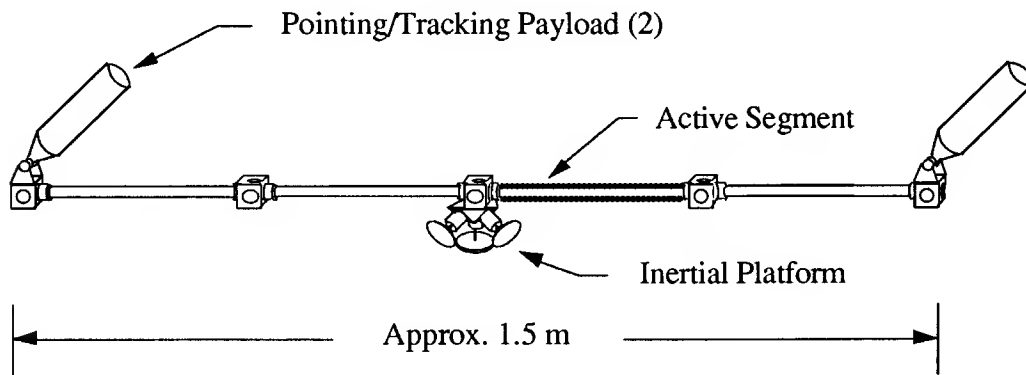 Pointing/Tracking Payload (2)
Active Segment
Inertial Platform
Approx. 1.5 m